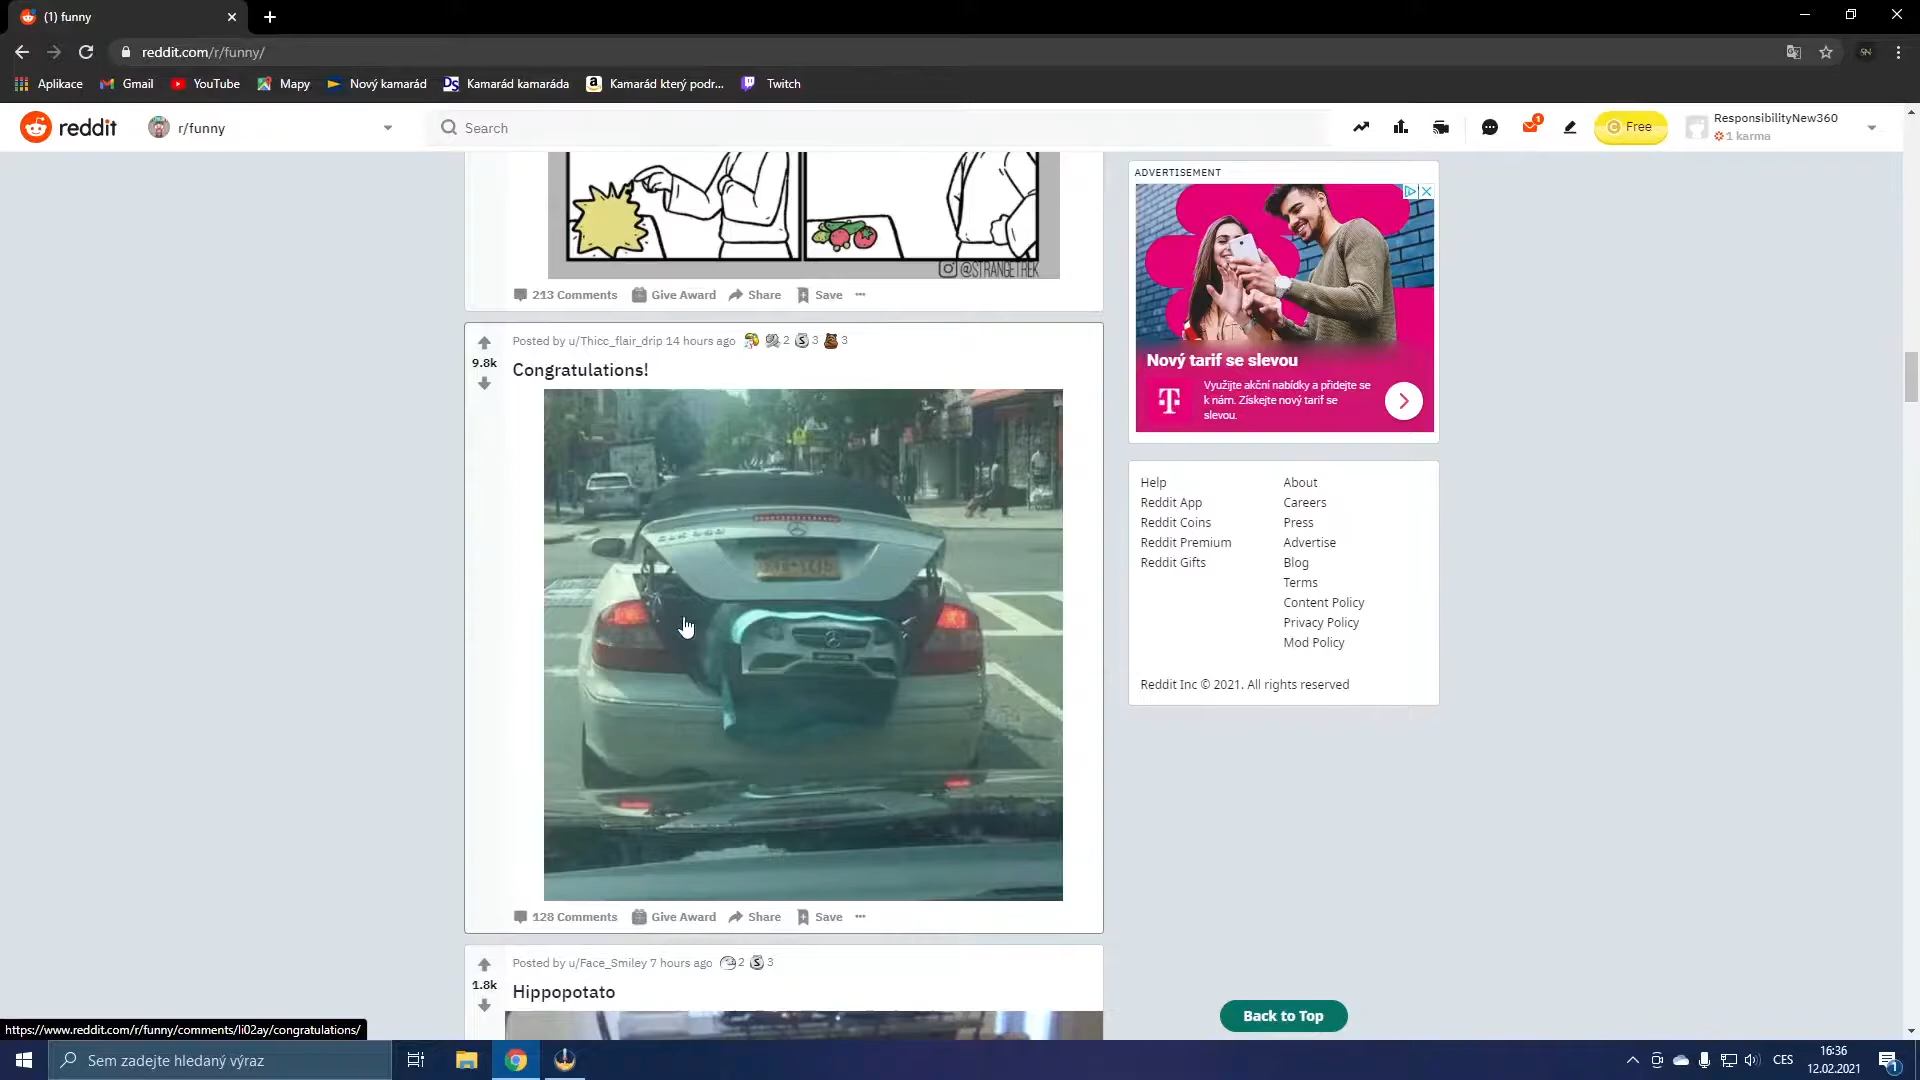 (1) funny
reddit.com/r/funny/
Aplikace
Gmail
YouTube
Mapy
Nový kamarád
Kamarád kamaráda
Kamarád který podr...
Twitch
reddit
r/funny
Search
1
Free
ResponsibilityNew360
1 karma
@STRANGETREK
213 Comments
Give Award
Share
Save
Posted by u/Thicc_flair_drip 14 hours ago
2
3
3
9.8k
Congratulations!
128 Comments
Give Award
Share
Save
Posted by u/Face_Smiley 7 hours ago
2
3
1.8k
Hippopotato
ADVERTISEMENT
Nový tarif se slevou
Využijte akční nabídky a přidejte se
k nám. Získejte nový tarif se
slevou.
Help
Reddit App
Reddit Coins
Reddit Premium
Reddit Gifts
About
Careers
Press
Advertise
Blog
Terms
Content Policy
Privacy Policy
Mod Policy
Reddit Inc © 2021. All rights reserved
Back to Top
https://www.reddit.com/r/funny/comments/li02ay/congratulations/
Sem zadejte hledaný výraz
CES
16:36
12.02.2021
1